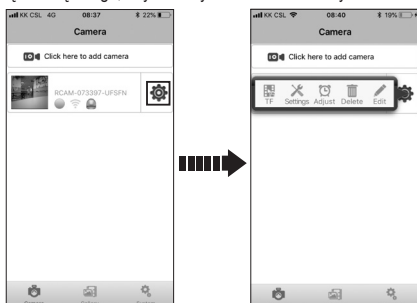 KK CSL 4G 08:37 22%
Camera
Click here to add camera
RCAM-073397-UFSFN
KK CSL 08:40 19%
Camera
Click here to add camera
TF Settings Adjust Delete Edit